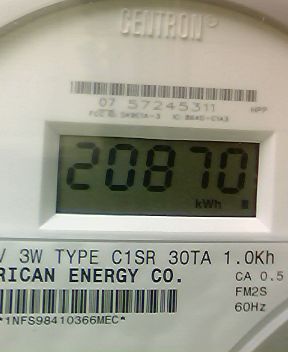 CENTRON®
07 57245311 HPP
20870
kWh
V 3W TYPE C1SR 30TA 1.0Kh
RICAN ENERGY CO. CA 0.5
FM2S
*1NFS98410366MEC* 60Hz